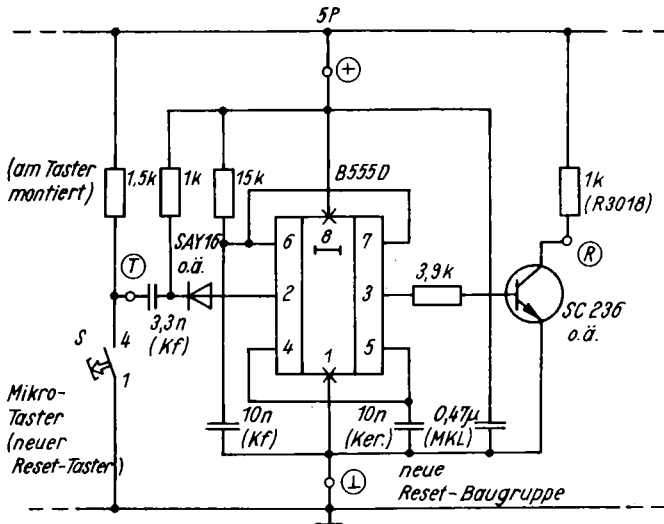 5P
+
(am Taster
montiert)
1,5k
1k
15k
B555D
1k
(R3018)
SAY16
o.ä.
T
3,3n
(Kf)
6
8
7
2
3
4
1
5
3,9k
R
SC 236
o.ä.
S
4
1
Mikro-
Taster
(neuer
Reset-Taster)
10n
(Kf)
10n
(Ker.)
0,47µ
(MKL)
⊥
neue
Reset-Baugruppe